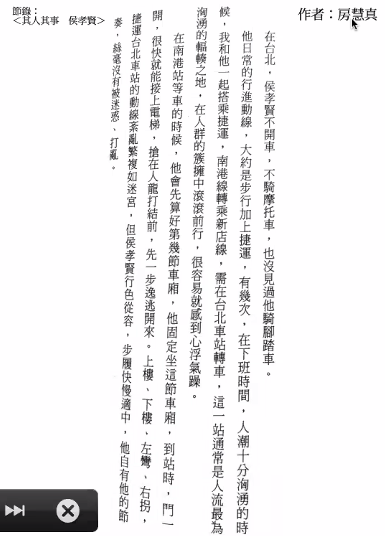 節錄：
＜其人其事　侯孝賢＞
作者：房慧真
在台北，侯孝賢不開車，不騎摩托車，也沒見過他騎腳踏車。
他日常的行進動線，大約是步行加上捷運，有幾次，在下班時間，人潮十分洶湧的時
候，我和他一起搭乘捷運，南港線轉乘新店線，需在台北車站轉車，這一站通常是人流最為
洶湧的輻輳之地，在人群的簇擁中滾滾前行，很容易就感到心浮氣躁。
在南港站等車的時候，他會先算好第幾節車廂，他固定坐這節車廂，到站時，門一
開，很快就能接上電梯，搶在人龍打結前，先一步逸逃開來。上樓、下樓、左彎、右拐，
捷運台北車站的動線紊亂繁複如迷宮，但侯孝賢行色從容，步履快慢適中，他自有他的節
奏，絲毫沒有被迷惑、打亂。